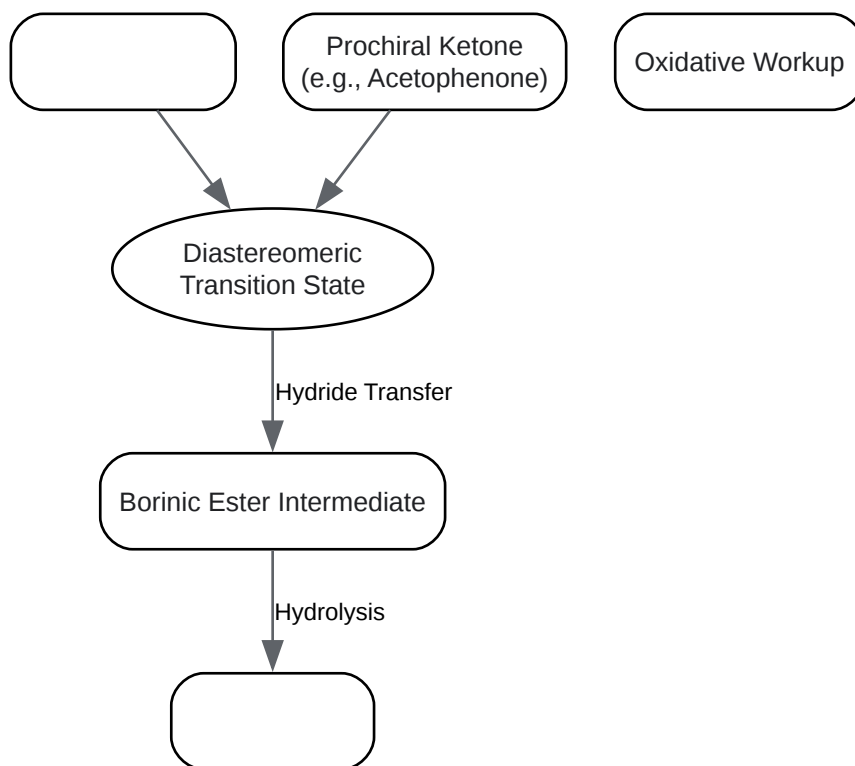 Prochiral Ketone
(e.g., Acetophenone)
Oxidative Workup
Diastereomeric
Transition State
Hydride Transfer
Borinic Ester Intermediate
Hydrolysis